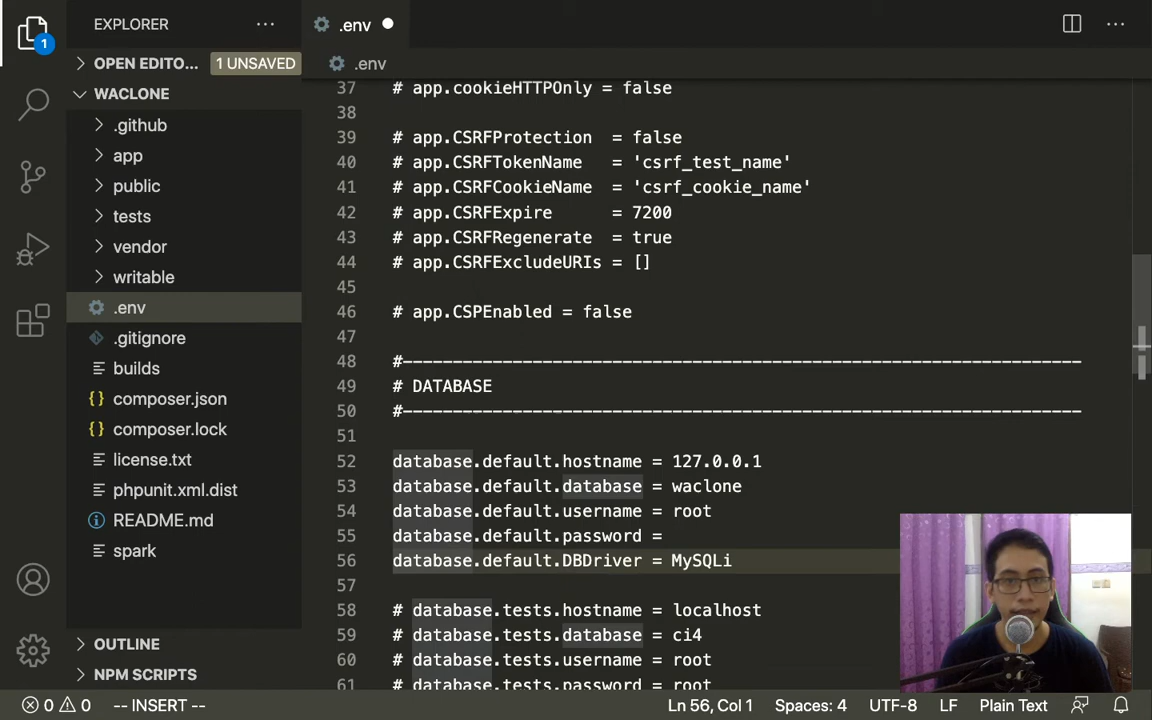 EXPLORER
OPEN EDITO... 1 UNSAVED
WACLONE
.github
app
public
tests
vendor
writable
.env
.gitignore
builds
composer.json
composer.lock
license.txt
phpunit.xml.dist
README.md
spark
OUTLINE
NPM SCRIPTS
1
.env
.env
37 # app.cookieHTTPOnly = false
38
39 # app.CSRFProtection = false
40 # app.CSRFTokenName = 'csrf_test_name'
41 # app.CSRFCookieName = 'csrf_cookie_name'
42 # app.CSRFExpire = 7200
43 # app.CSRFRegenerate = true
44 # app.CSRFExcludeURIs = []
45
46 # app.CSPEnabled = false
47
48 #--------------------------------------------------------------------
49 # DATABASE
50 #--------------------------------------------------------------------
51
52 database.default.hostname = 127.0.0.1
53 database.default.database = waclone
54 database.default.username = root
55 database.default.password =
56 database.default.DBDriver = MySQLi
57
58 # database.tests.hostname = localhost
59 # database.tests.database = ci4
60 # database.tests.username = root
61 # database.tests.password = root
0 0 -- INSERT -- Ln 56, Col 1 Spaces: 4 UTF-8 LF Plain Text